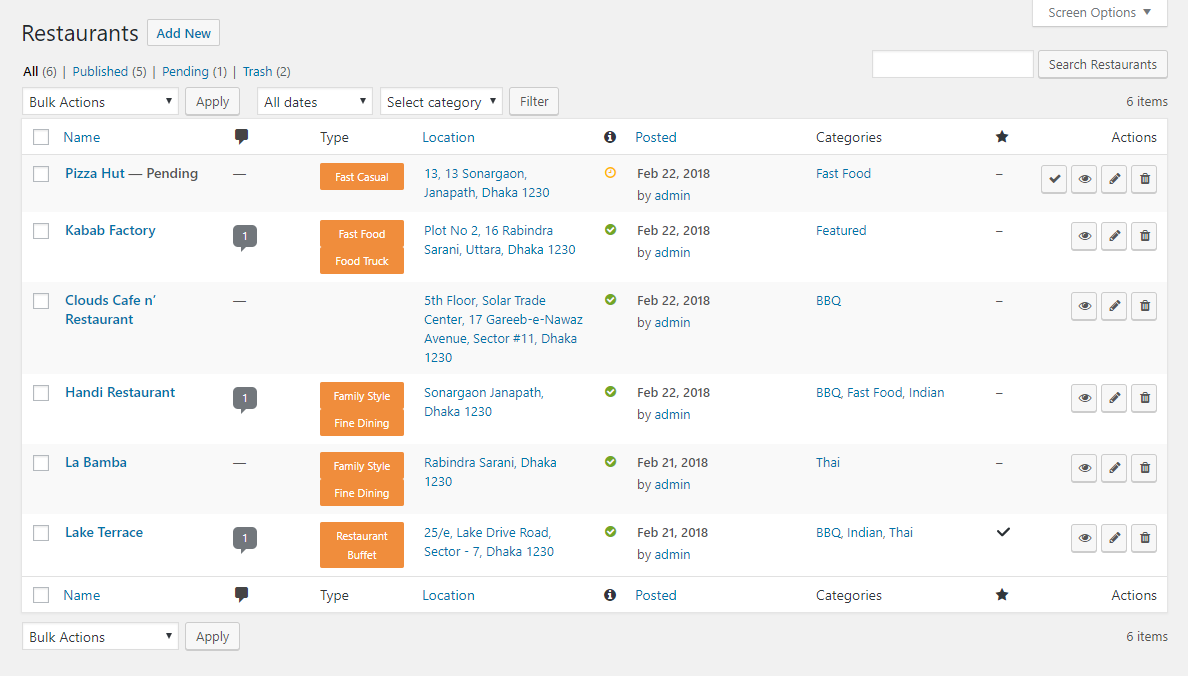 Screen Options
Restaurants Add New
All (6) | Published (5) | Pending (1) | Trash (2)
Search Restaurants
Bulk Actions Apply All dates Select category Filter
6 items
Name Type Location Posted Categories Actions
Pizza Hut — Pending
—
Fast Casual
13, 13 Sonargaon,
Janapath, Dhaka 1230
Feb 22, 2018
by admin
Fast Food
–
Kabab Factory
1
Fast Food
Food Truck
Plot No 2, 16 Rabindra
Sarani, Uttara, Dhaka 1230
Feb 22, 2018
by admin
Featured
–
Clouds Cafe n’
Restaurant
—
5th Floor, Solar Trade
Center, 17 Gareeb-e-Nawaz
Avenue, Sector #11, Dhaka
1230
Feb 22, 2018
by admin
BBQ
–
Handi Restaurant
1
Family Style
Fine Dining
Sonargaon Janapath,
Dhaka 1230
Feb 22, 2018
by admin
BBQ, Fast Food, Indian
–
La Bamba
—
Family Style
Fine Dining
Rabindra Sarani, Dhaka
1230
Feb 21, 2018
by admin
Thai
–
Lake Terrace
1
Restaurant
Buffet
25/e, Lake Drive Road,
Sector - 7, Dhaka 1230
Feb 21, 2018
by admin
BBQ, Indian, Thai
Name Type Location Posted Categories Actions
Bulk Actions Apply
6 items